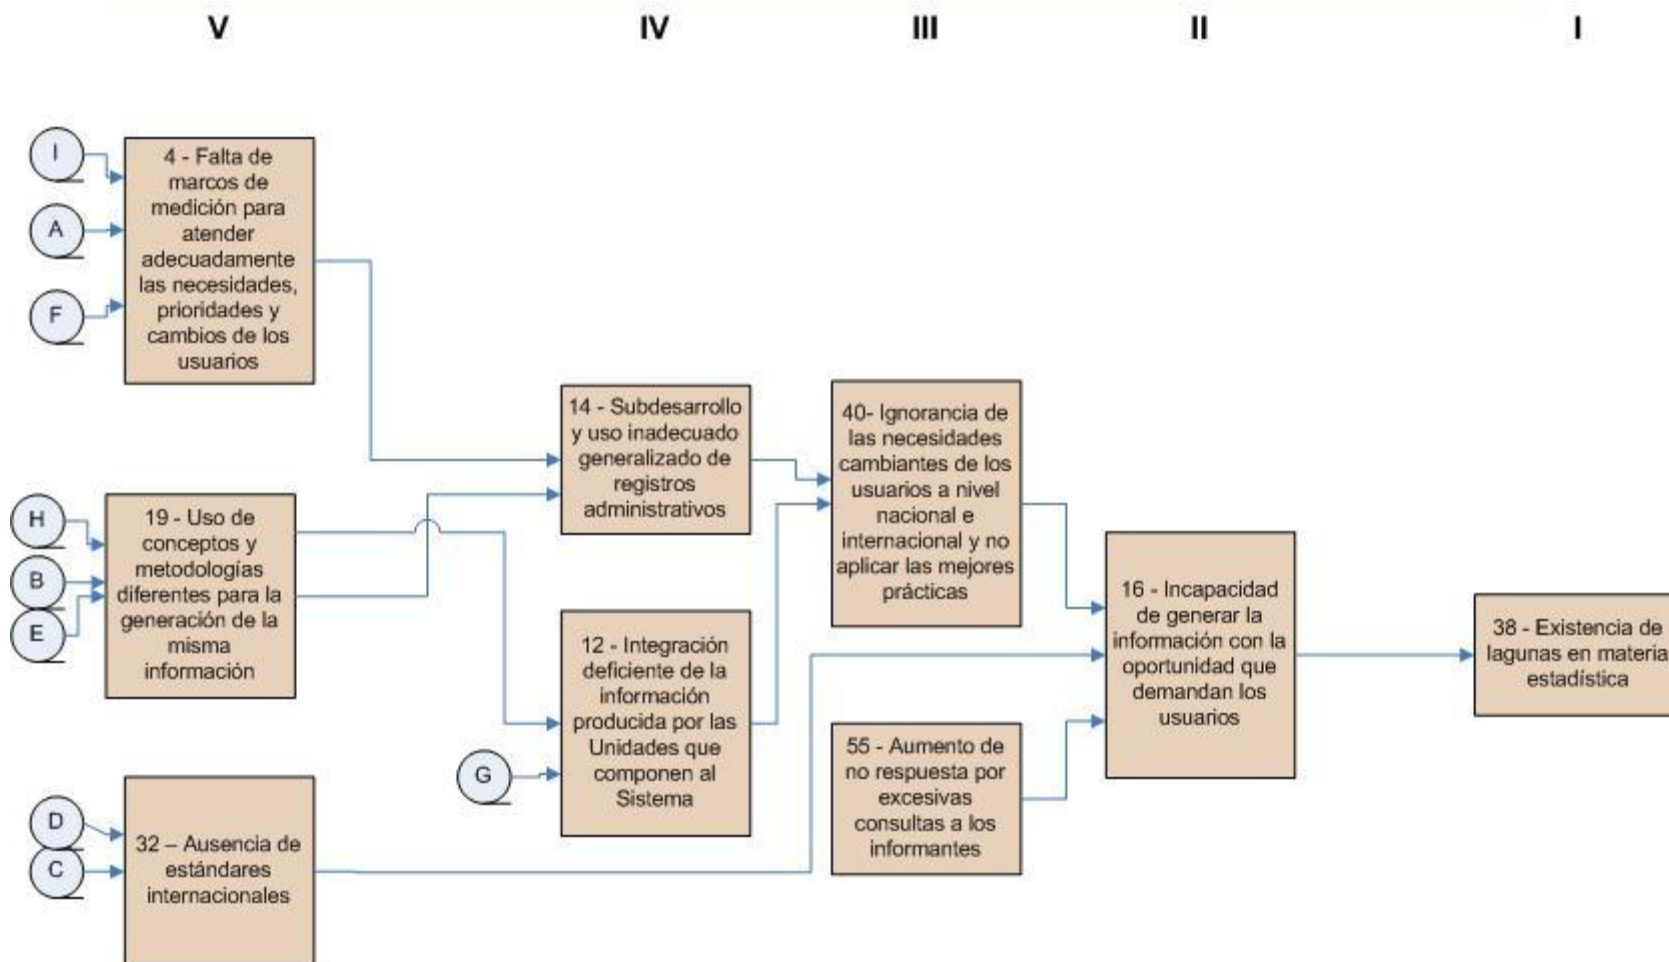 V
IV
III
II
I
I
A
F
4 - Falta de
marcos de
medición para
atender
adecuadamente
las necesidades,
prioridades y
cambios de los
usuarios
H
B
E
19 - Uso de
conceptos y
metodologías
diferentes para la
generación de la
misma
información
D
C
32 – Ausencia de
estándares
internacionales
14 - Subdesarrollo
y uso inadecuado
generalizado de
registros
administrativos
G
12 - Integración
deficiente de la
información
producida por las
Unidades que
componen al
Sistema
40- Ignorancia de
las necesidades
cambiantes de los
usuarios a nivel
nacional e
internacional y no
aplicar las mejores
prácticas
55 - Aumento de
no respuesta por
excesivas
consultas a los
informantes
16 - Incapacidad
de generar la
información con la
oportunidad que
demandan los
usuarios
38 - Existencia de
lagunas en materia
estadística